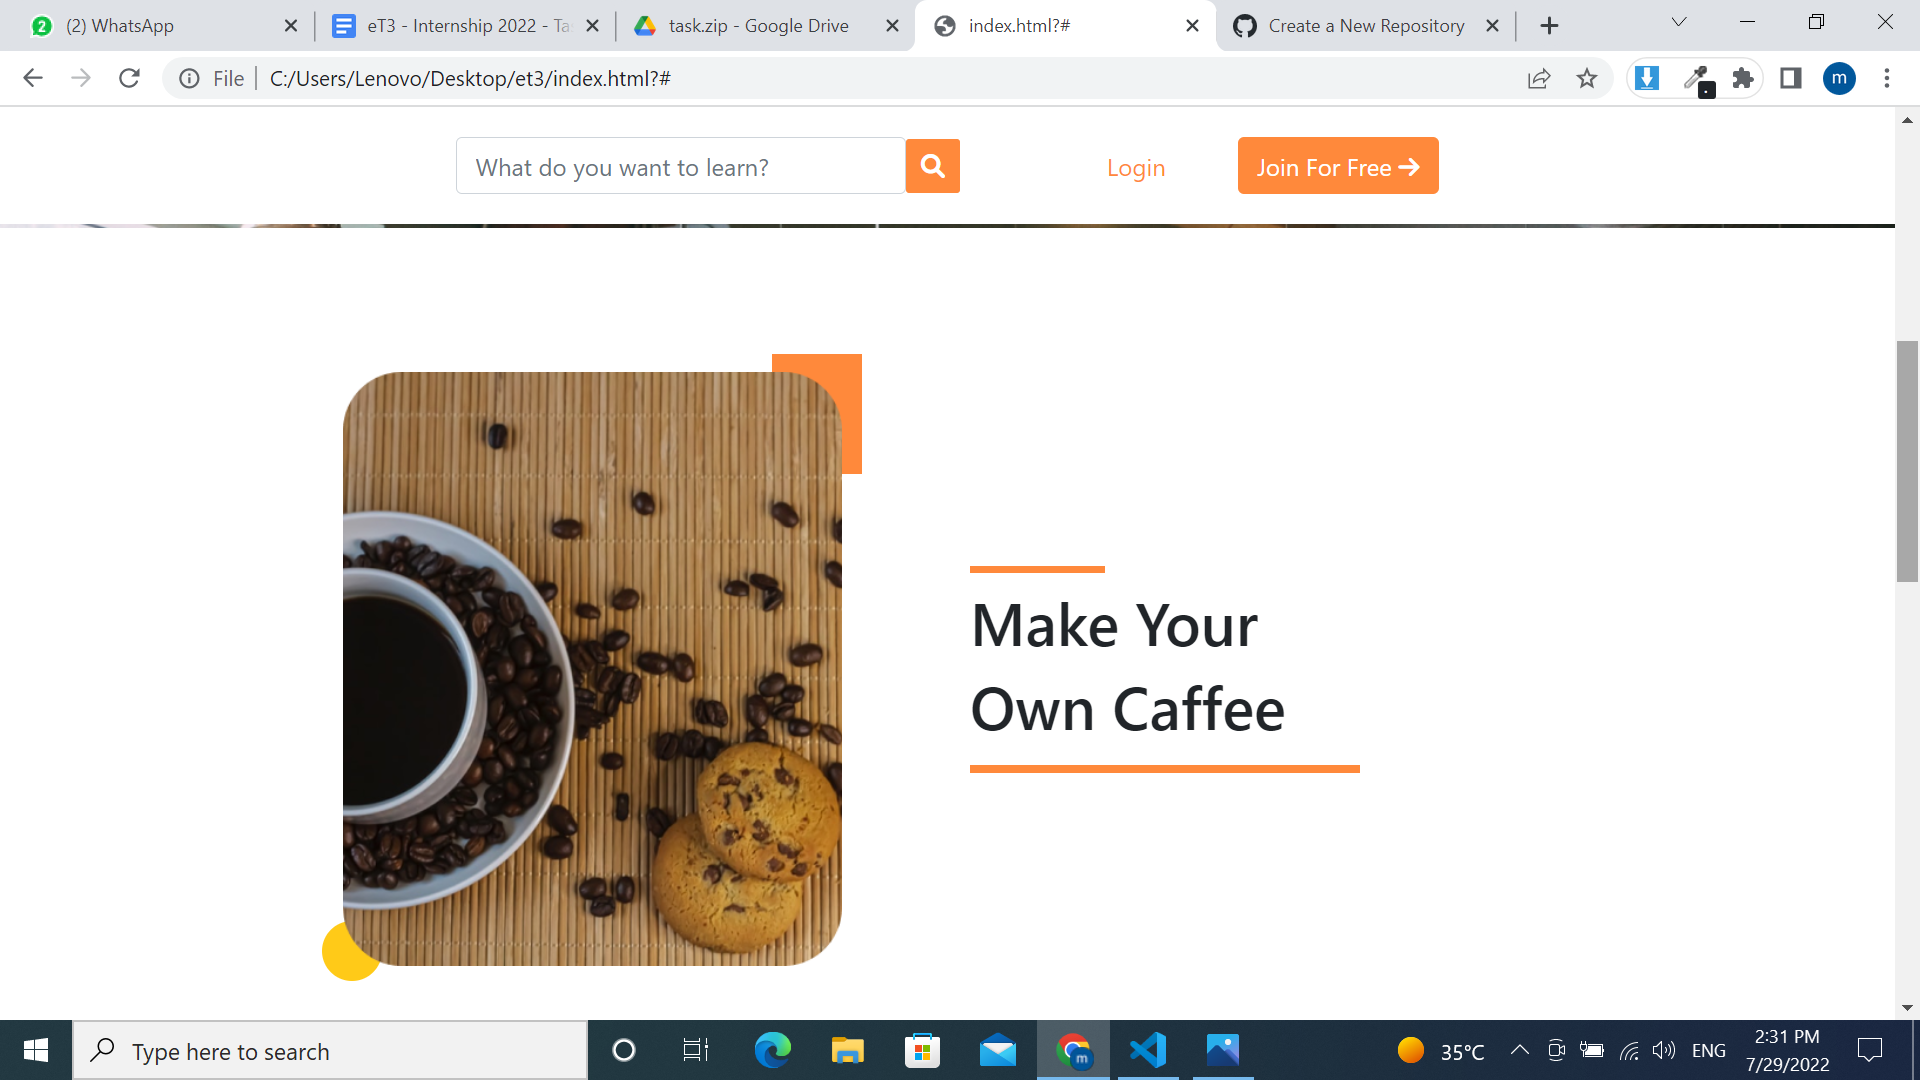 2
(2) WhatsApp
eT3 - Internship 2022 - Ta
task.zip - Google Drive
index.html?#
Create a New Repository
File
C:/Users/Lenovo/Desktop/et3/index.html?#
m
What do you want to learn?
Login
Join For Free
Make Your
Own Caffee
Type here to search
m
35°C
ENG
2:31 PM
7/29/2022